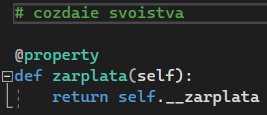 # cozdaie svoistva
@property
def zarplata(self):
return self.__zarplata